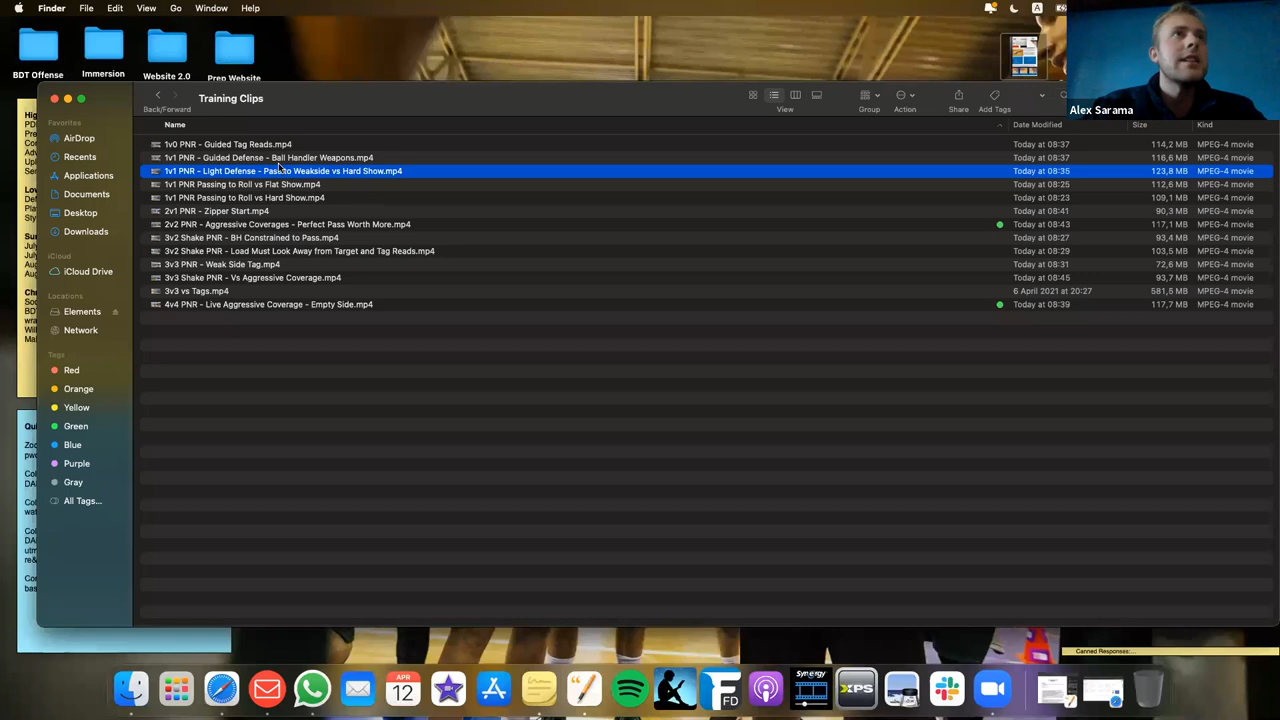 Finder File Edit View Go Window Help A
BDT Offense
Immersion
Website 2.0
Prep Website
Alex Sarama
Back/Forward
Training Clips
View
Group
Action
Share
Add Tags
Name Date Modified Size Kind
Favorites
AirDrop
Recents
Applications
Documents
Desktop
Downloads
iCloud
iCloud Drive
Locations
Elements
Network
Tags
Red
Orange
Yellow
Green
Blue
Purple
Gray
All Tags...
1v0 PNR - Guided Tag Reads.mp4 Today at 08:37 114,2 MB MPEG-4 movie
1v1 PNR - Guided Defense - Ball Handler Weapons.mp4 Today at 08:37 116,6 MB MPEG-4 movie
1v1 PNR - Light Defense - Pass to Weakside vs Hard Show.mp4 Today at 08:35 123,8 MB MPEG-4 movie
1v1 PNR Passing to Roll vs Flat Show.mp4 Today at 08:25 112,6 MB MPEG-4 movie
1v1 PNR Passing to Roll vs Hard Show.mp4 Today at 08:23 109,1 MB MPEG-4 movie
2v1 PNR - Zipper Start.mp4 Today at 08:41 90,3 MB MPEG-4 movie
2v2 PNR - Aggressive Coverages - Perfect Pass Worth More.mp4 Today at 08:43 117,1 MB MPEG-4 movie
3v2 Shake PNR - BH Constrained to Pass.mp4 Today at 08:27 93,4 MB MPEG-4 movie
3v2 Shake PNR - Load Must Look Away from Target and Tag Reads.mp4 Today at 08:29 103,5 MB MPEG-4 movie
3v3 PNR - Weak Side Tag.mp4 Today at 08:31 72,6 MB MPEG-4 movie
3v3 Shake PNR - Vs Aggressive Coverage.mp4 Today at 08:45 93,7 MB MPEG-4 movie
3v3 vs Tags.mp4 6 April 2021 at 20:27 581,5 MB MPEG-4 movie
4v4 PNR - Live Aggressive Coverage - Empty Side.mp4 Today at 08:39 117,7 MB MPEG-4 movie
Canned Responses:...
APR
12
Synergy
XPS
FD